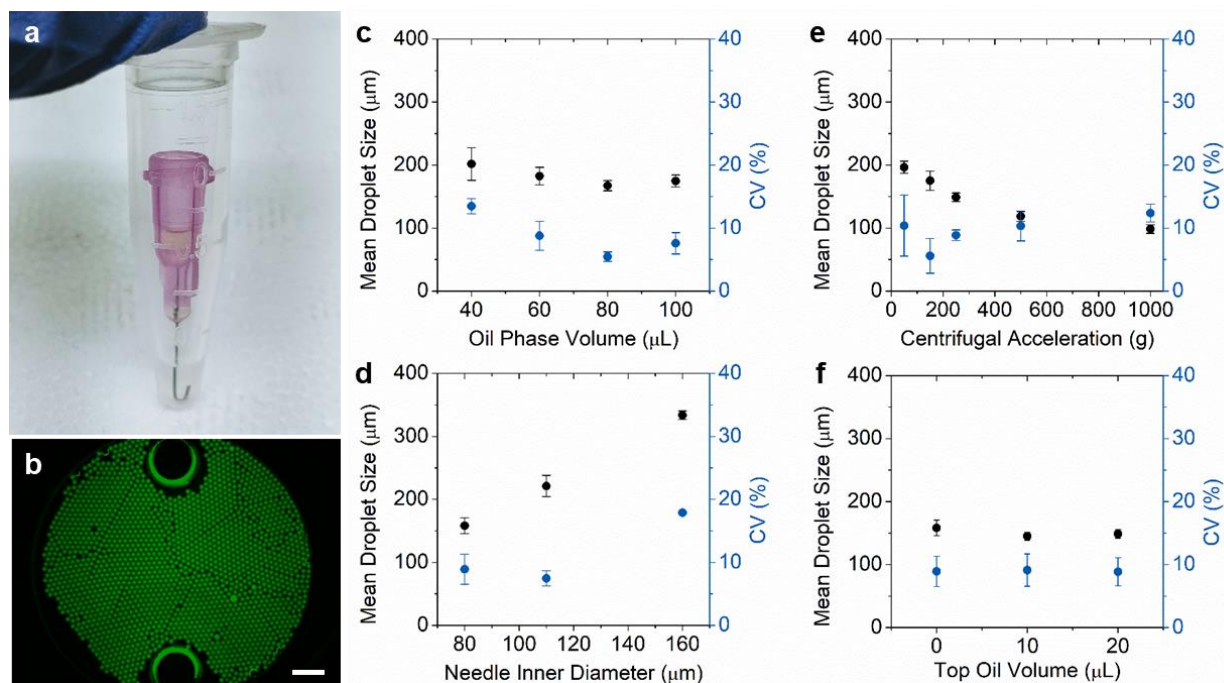 a
b
c
400
300
200
100
0
Mean Droplet Size (μm)
40
30
20
10
0
CV (%)
40 60 80 100
Oil Phase Volume (μL)
d
400
300
200
100
0
Mean Droplet Size (μm)
40
30
20
10
0
CV (%)
80 100 120 140 160
Needle Inner Diameter (μm)
e
400
300
200
100
0
Mean Droplet Size (μm)
40
30
20
10
0
CV (%)
0 200 400 600 800 1000
Centrifugal Acceleration (g)
f
400
300
200
100
0
Mean Droplet Size (μm)
40
30
20
10
0
CV (%)
0 10 20
Top Oil Volume (μL)